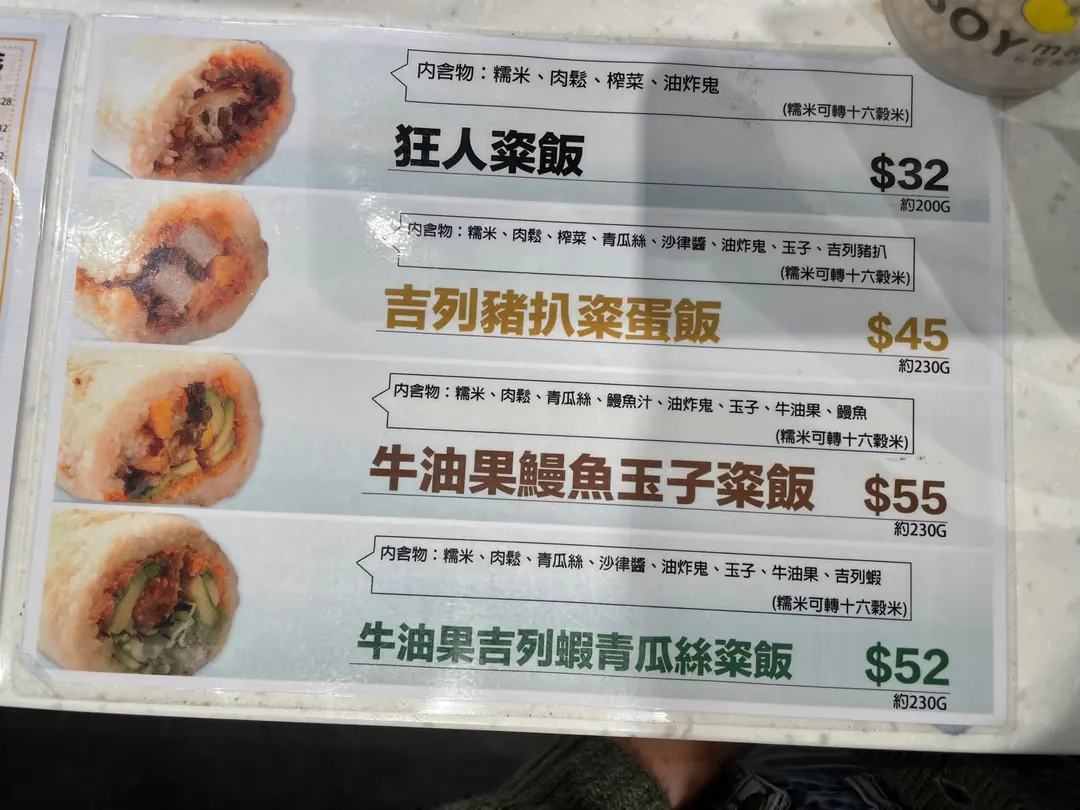 28
2
OY
內含物：糯米、肉鬆、榨菜、油炸鬼
(糯米可轉十六穀米)
狂人粢飯
$32
約200G
內含物：糯米、肉鬆、榨菜、青瓜絲、沙律醬、油炸鬼、玉子、吉列豬扒
(糯米可轉十六穀米)
吉列豬扒粢蛋飯
$45
約230G
內含物：糯米、肉鬆、青瓜絲、鰻魚汁、油炸鬼、玉子、牛油果、鰻魚
(糯米可轉十六穀米)
牛油果鰻魚玉子粢飯
$55
約230G
內含物：糯米、肉鬆、青瓜絲、沙律醬、油炸鬼、玉子、牛油果、吉列蝦
(糯米可轉十六穀米)
牛油果吉列蝦青瓜絲粢飯
$52
約230G